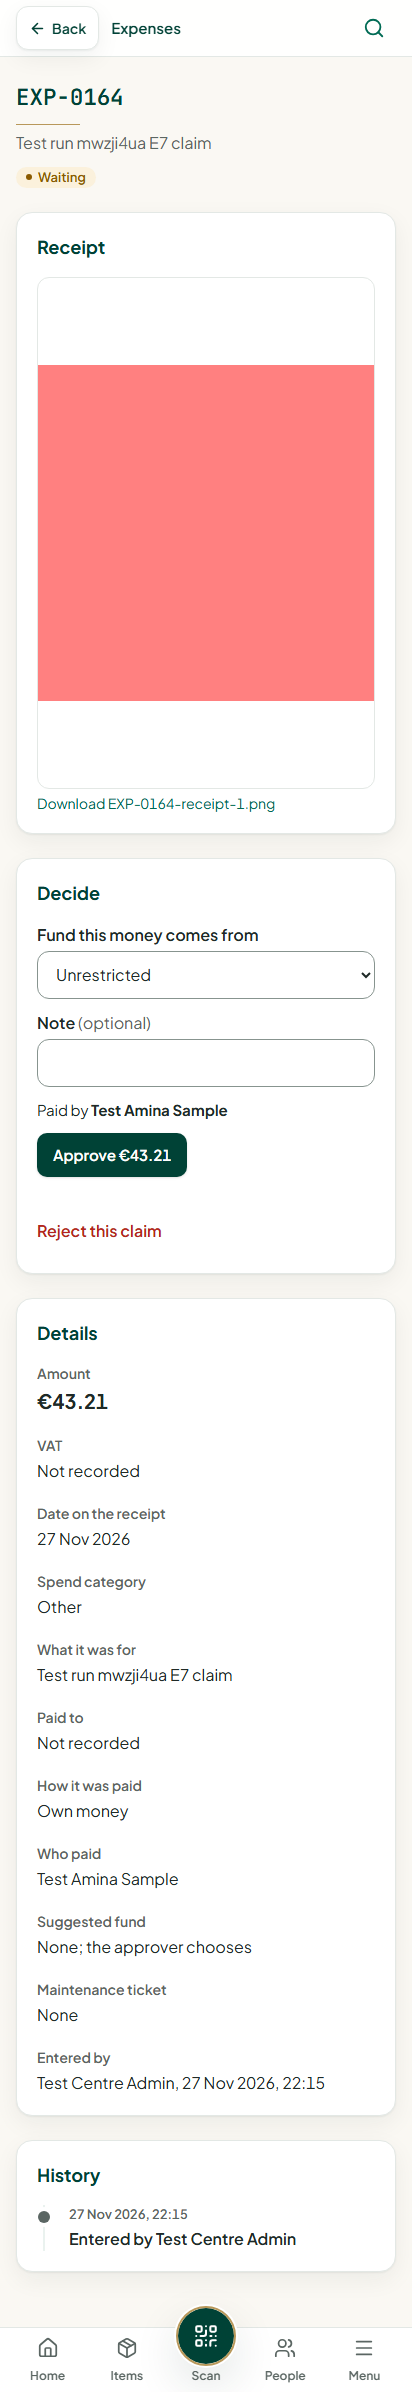 Back Expenses
EXP-0164
Test run mwzji4ua E7 claim
Waiting
Receipt
Download EXP-0164-receipt-1.png
Decide
Fund this money comes from
Unrestricted
Note (optional)
Paid by Test Amina Sample
Approve €43.21
Reject this claim
Details
Amount
€43.21
VAT
Not recorded
Date on the receipt
27 Nov 2026
Spend category
Other
What it was for
Test run mwzji4ua E7 claim
Paid to
Not recorded
How it was paid
Own money
Who paid
Test Amina Sample
Suggested fund
None; the approver chooses
Maintenance ticket
None
Entered by
Test Centre Admin, 27 Nov 2026, 22:15
History
27 Nov 2026, 22:15
Entered by Test Centre Admin
Home Items Scan People Menu